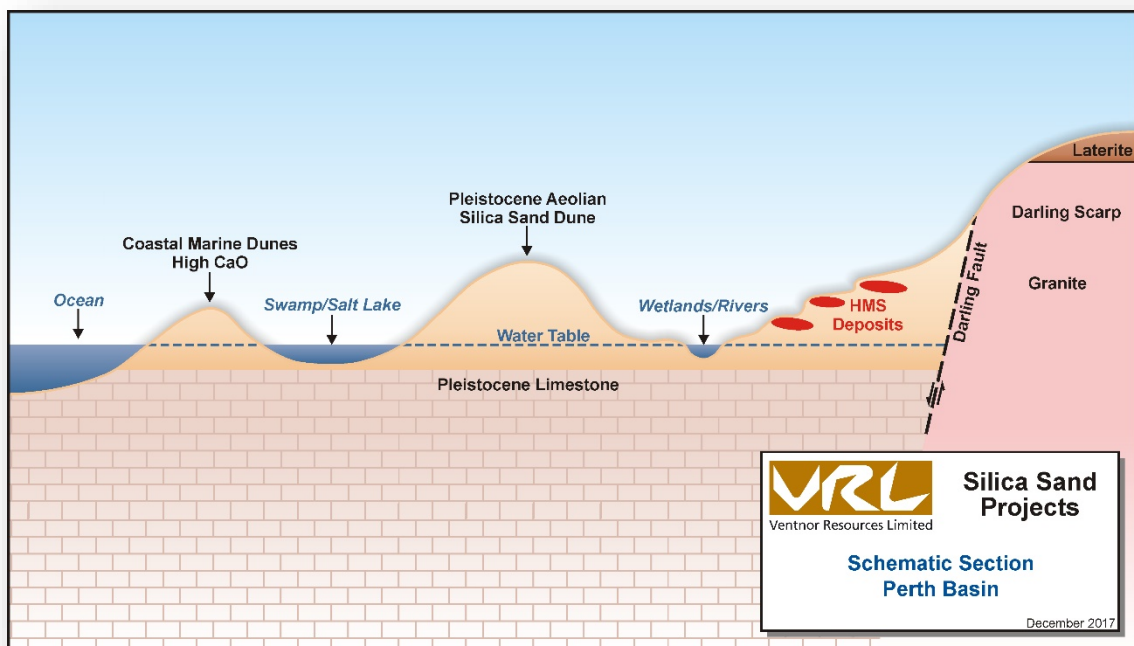 Laterite
Pleistocene Aeolian
Silica Sand Dune
Darling Scarp
Coastal Marine Dunes
High CaO
Granite
Ocean
Swamp/Salt Lake
Wetlands/Rivers
HMS
Deposits
Darling Fault
Water Table
Pleistocene Limestone
VRL
Ventnor Resources Limited
Silica Sand
Projects
Schematic Section
Perth Basin
December 2017